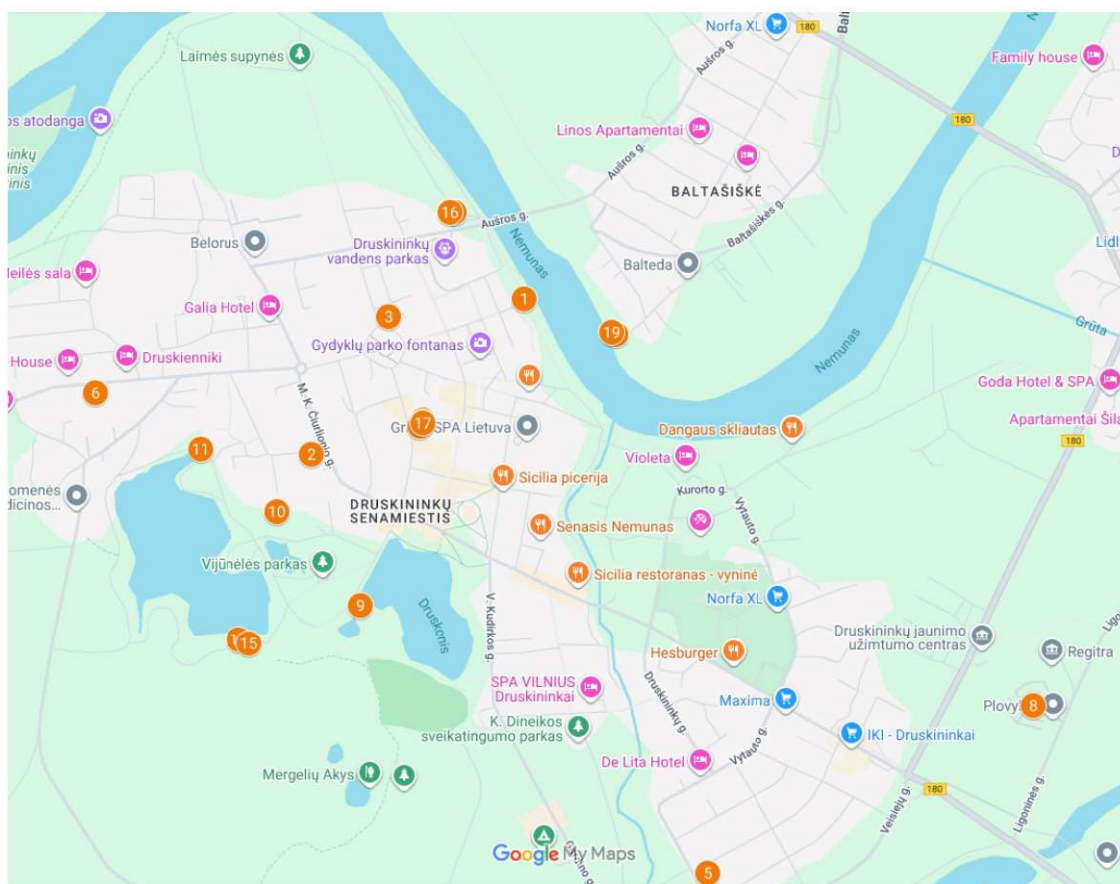 Norfa XL
180
Laimės supynės
Aušros g.
Family house
os atodanga
180
Linos Apartamentai
Aušros g.
BALTAŠIŠKĖ
16
Aušros g.
Baltašiškės g.
Belorus
Druskininkų
vandens parkas
Nemunas
Balteda
Lidl
Meilės sala
Galia Hotel
3
1
19
Grūta
Gydyklų parko fontanas
Nemunas
House
Druskienniki
6
Goda Hotel & SPA
M. K. Čiurlionio g.
17
SPA Lietuva
Dangaus skliautas
Apartamentai Šila
180
11
2
Violeta
Sicilia picerija
Kurorto g.
Vytauto g.
10
DRUSKININKŲ
SENAMIESTIS
Senasis Nemunas
Vijūnėlės parkas
Sicilia restoranas - vyninė
9
Druskonis
Norfa XL
15
V. Kudirkos g.
Hesburger
Druskininkų jaunimo
užimtumo centras
Regitra
SPA VILNIUS
Druskininkai
Druskininkų g.
Maxima
8
K. Dineikos
sveikatingumo parkas
IKI - Druskininkai
Mergelių Akys
De Lita Hotel
Vytauto g.
180
Veisiejų g.
Ligoninės g.
Google My Maps
5